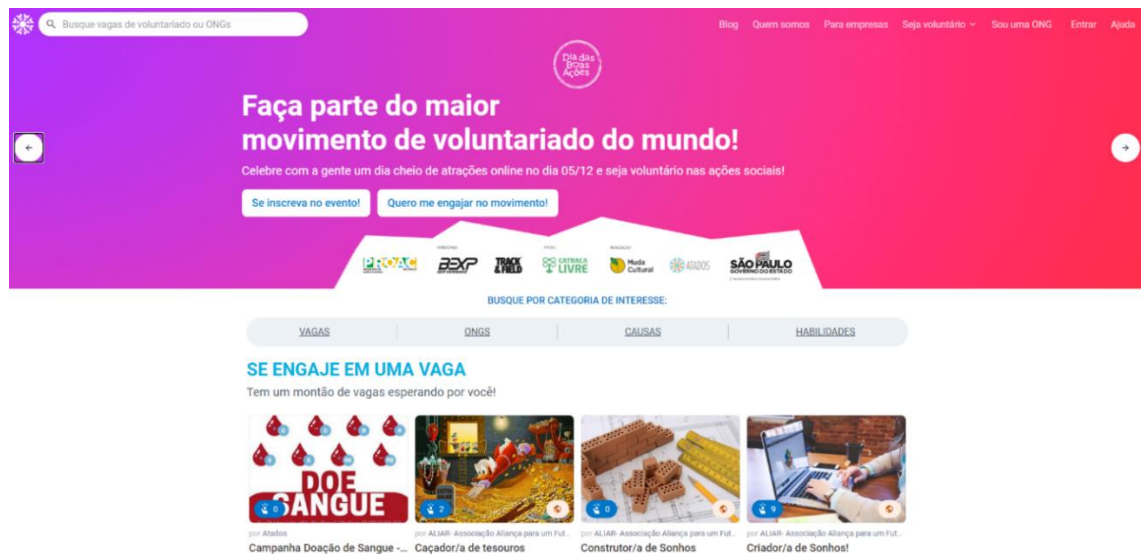 Busque vagas de voluntariado ou ONGs
Blog Quem somos Para empresas Seja voluntário Sou uma ONG Entrar Ajuda
Dia das
Boas
Ações
Faça parte do maior
movimento de voluntariado do mundo!
Celebre com a gente um dia cheio de atrações online no dia 05/12 e seja voluntário nas ações sociais!
Se inscreva no evento! Quero me engajar no movimento!
PROAC BEXP TRACK &FIELD CATRACA LIVRE Muda Cultural ATADOS SÃO PAULO
GOVERNO DO ESTADO
BUSQUE POR CATEGORIA DE INTERESSE:
VAGAS ONGS CAUSAS HABILIDADES
SE ENGAJE EM UMA VAGA
Tem um montão de vagas esperando por você!
DOE
SANGUE
0 2 0 9
por Atados por ALIAR- Associação Aliança para um Fut... por ALIAR- Associação Aliança para um Fut... por ALIAR- Associação Aliança para um Fut...
Campanha Doação de Sangue -... Caçador/a de tesouros Construtor/a de Sonhos Criador/a de Sonhos!